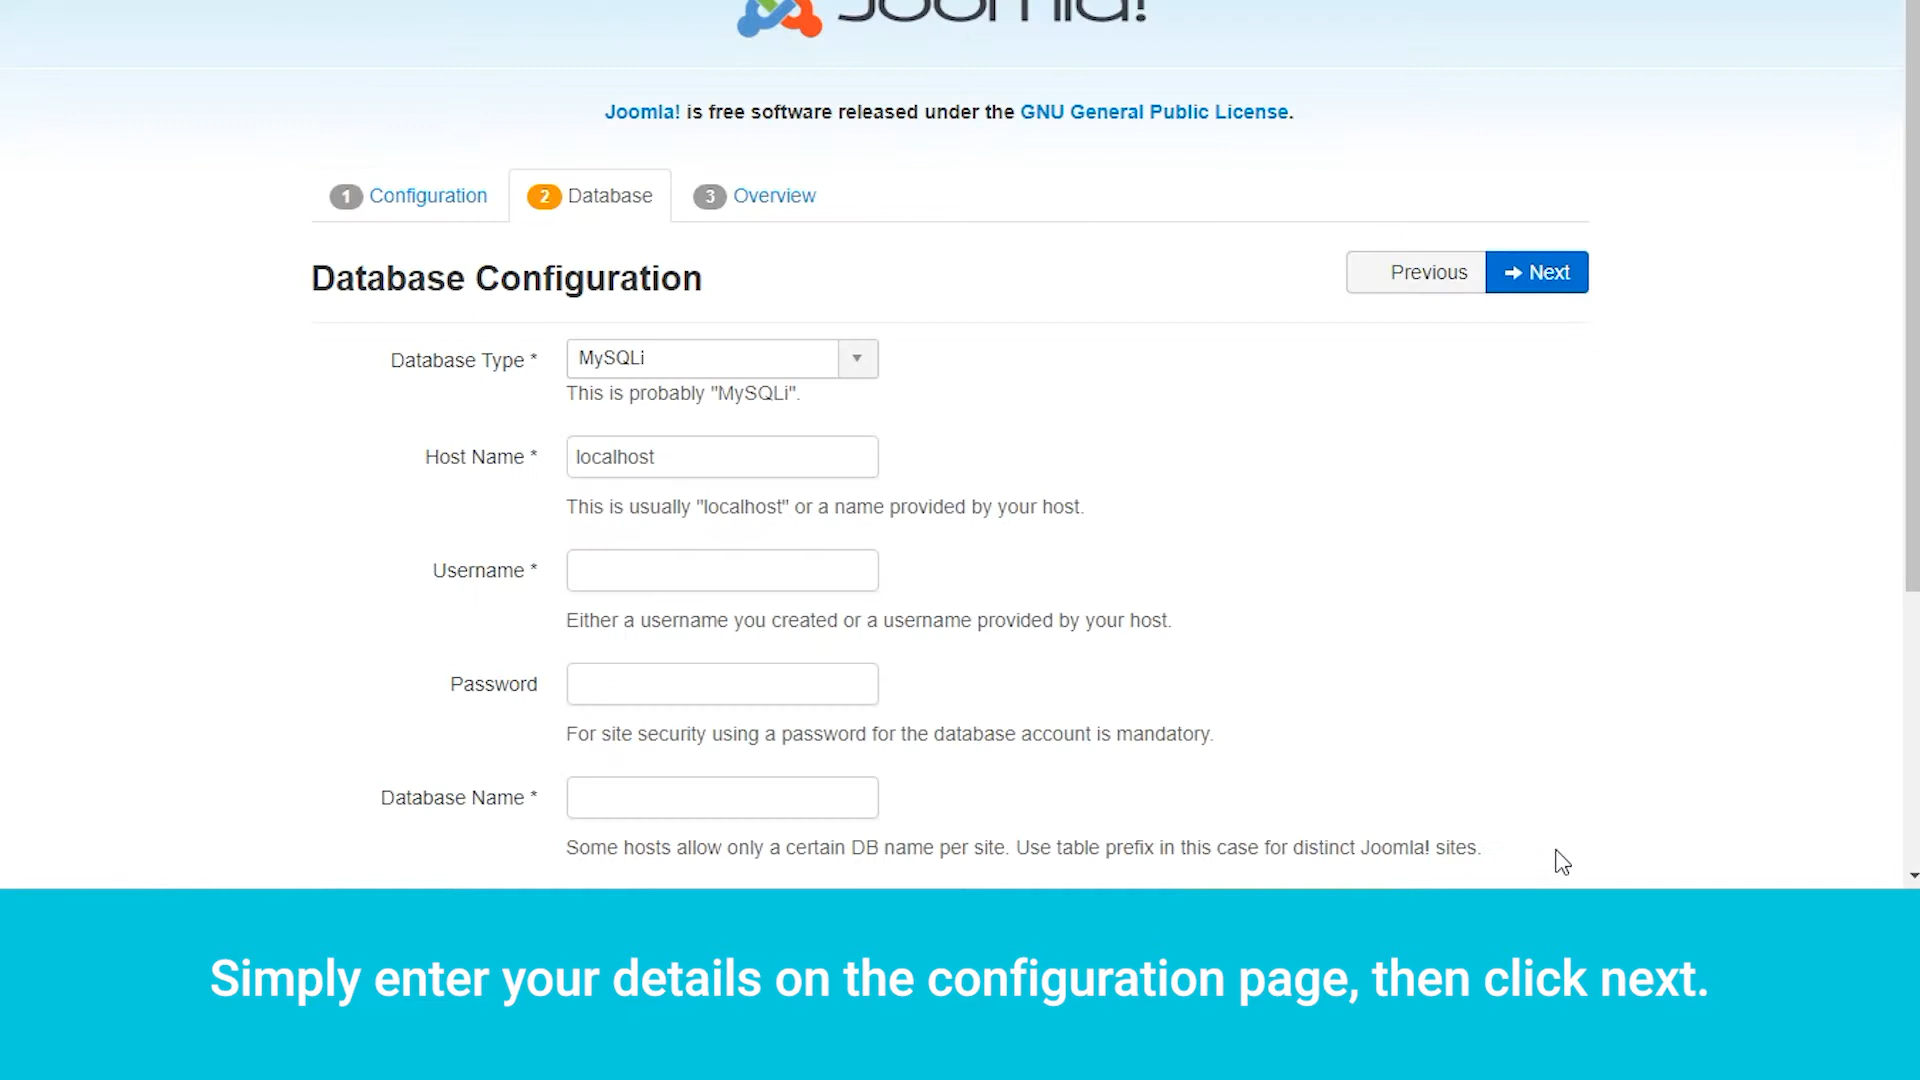 Joomla!
Joomla! is free software released under the GNU General Public License.
1 Configuration 2 Database 3 Overview
Database Configuration
Previous Next
Database Type * MySQLi
This is probably "MySQLi".
Host Name * localhost
This is usually "localhost" or a name provided by your host.
Username *
Either a username you created or a username provided by your host.
Password
For site security using a password for the database account is mandatory.
Database Name *
Some hosts allow only a certain DB name per site. Use table prefix in this case for distinct Joomla! sites.
Simply enter your details on the configuration page, then click next.